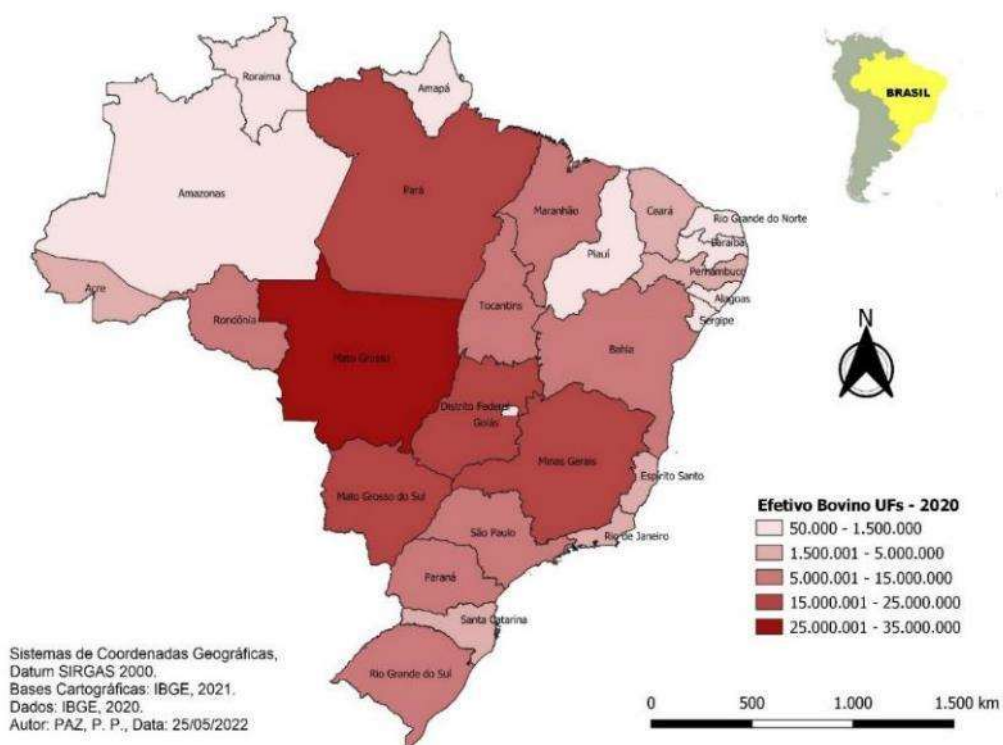 BRASIL
Roraima
Amapá
Amazonas
Pará
Maranhão
Ceará
Rio Grande do Norte
Paraíba
Piauí
Pernambuco
Acre
Alagoas
Tocantins
Sergipe
Rondônia
Bahia
Mato Grosso
N
Distrito Federal
Goiás
Minas Gerais
Espírito Santo
Mato Grosso do Sul
São Paulo
Rio de Janeiro
Paraná
Santa Catarina
Rio Grande do Sul
Efetivo Bovino UFs - 2020
50.000 - 1.500.000
1.500.001 - 5.000.000
5.000.001 - 15.000.000
15.000.001 - 25.000.000
25.000.001 - 35.000.000
Sistemas de Coordenadas Geográficas,
Datum SIRGAS 2000.
Bases Cartográficas: IBGE, 2021.
Dados: IBGE, 2020.
Autor: PAZ, P. P., Data: 25/05/2022
0 500 1.000 1.500 km